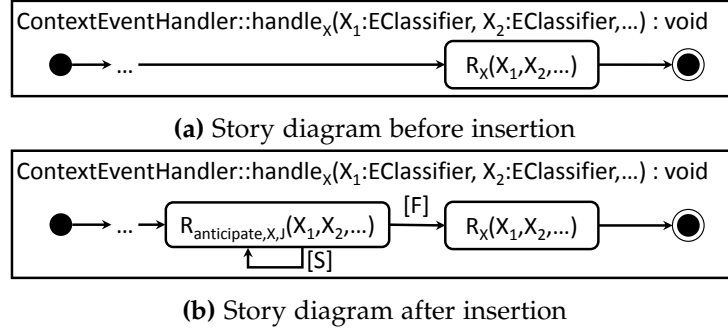 ContextEventHandler::handleX(X1:EClassifier, X2:EClassifier,...) : void
... RX(X1,X2,...)
(a) Story diagram before insertion
ContextEventHandler::handleX(X1:EClassifier, X2:EClassifier,...) : void
[F]
... Ranticipate,X,J(X1,X2,...) RX(X1,X2,...)
[S]
(b) Story diagram after insertion